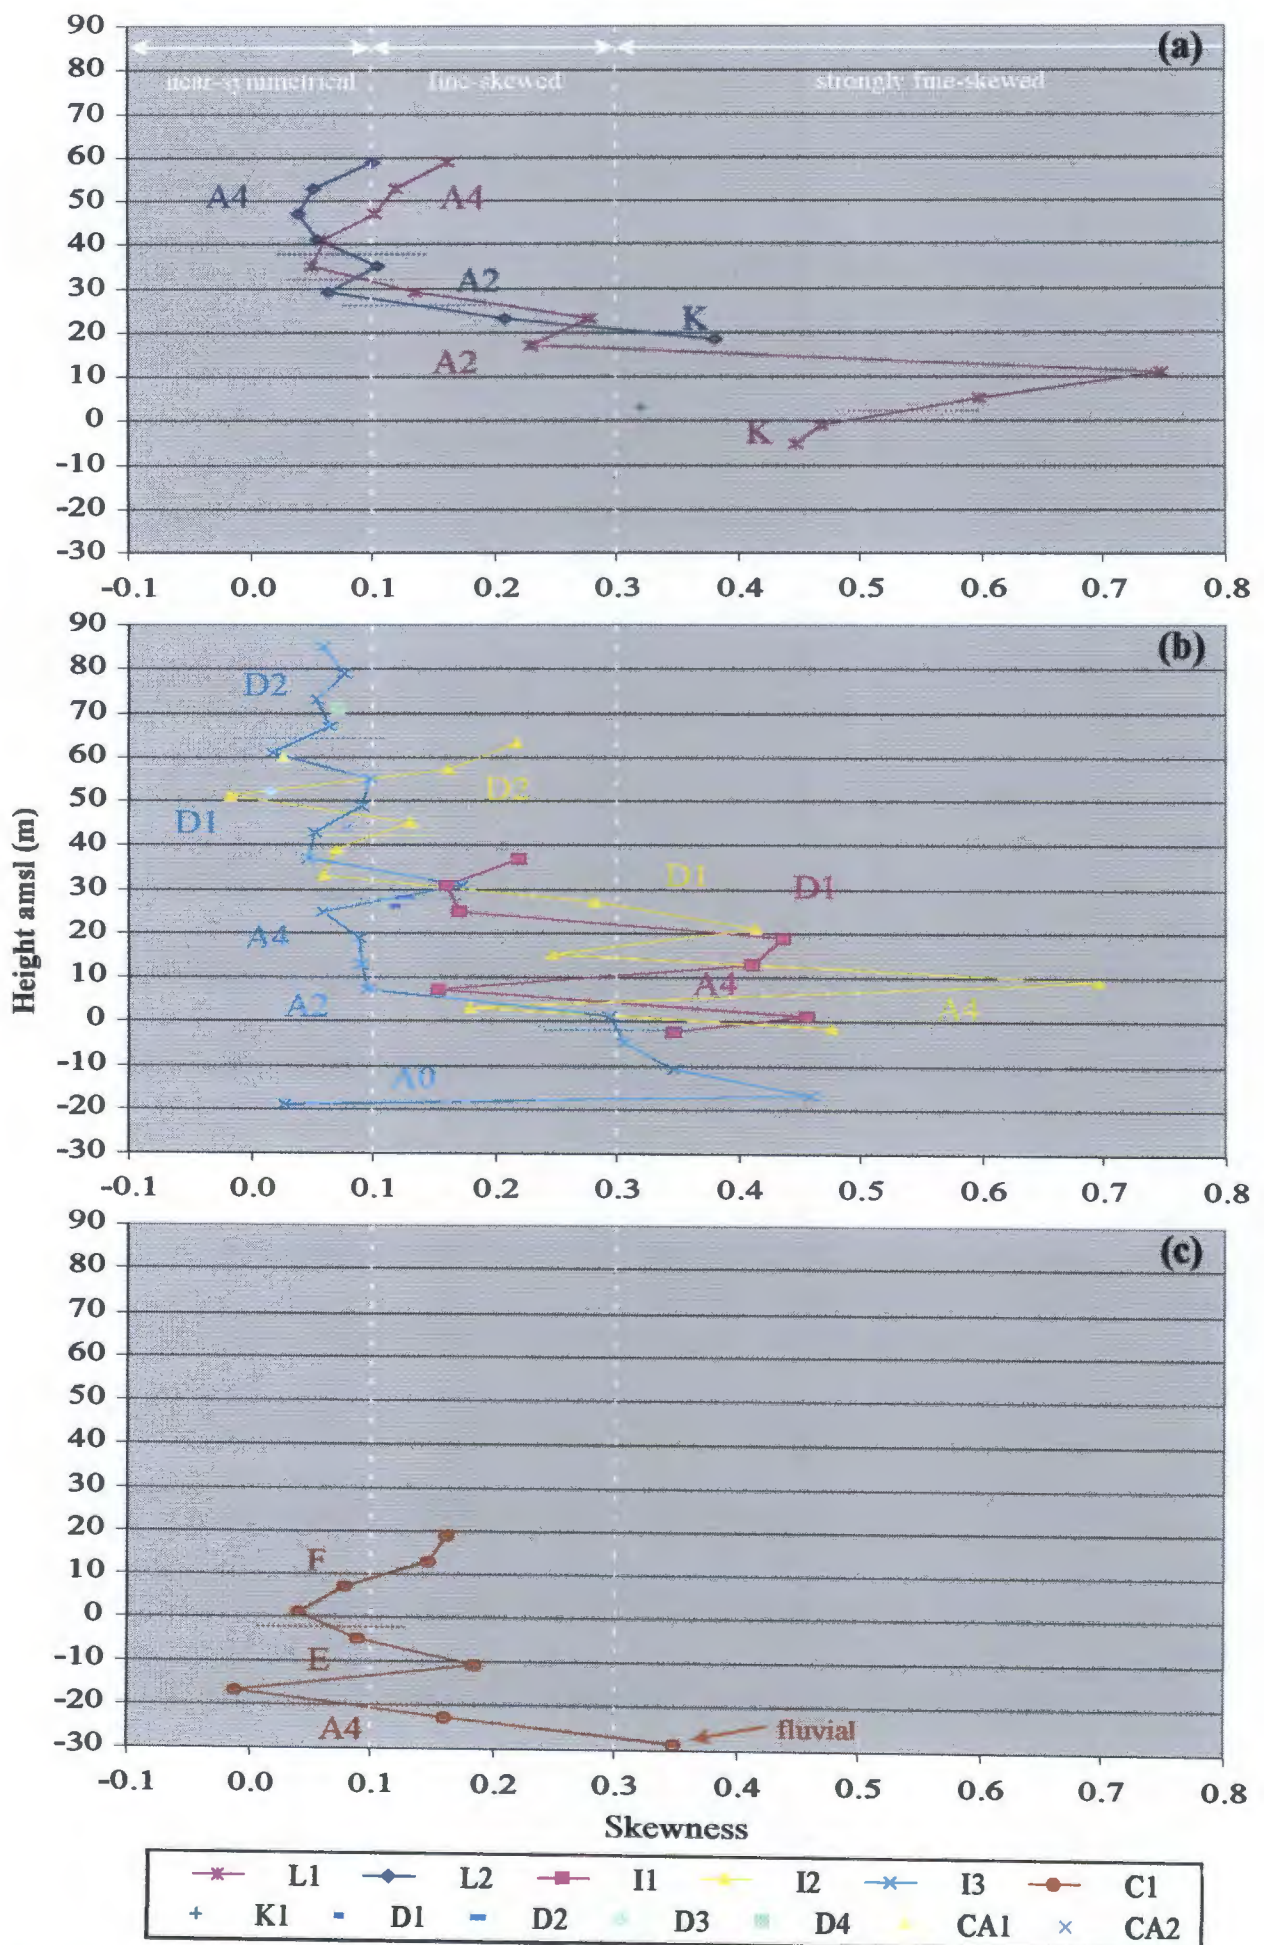 90
80
70
60
50
40
30
20
10
0
-10
-20
-30
(a)
near-symmetrical fine-skewed strongly fine-skewed
A4 A4
A2
K
A2
K
-0.1 0.0 0.1 0.2 0.3 0.4 0.5 0.6 0.7 0.8
Height amsl (m)
90
80
70
60
50
40
30
20
10
0
-10
-20
-30
(b)
D2
D2
D1
D1 D1
A4
A4
A2 A4
A0
-0.1 0.0 0.1 0.2 0.3 0.4 0.5 0.6 0.7 0.8
90
80
70
60
50
40
30
20
10
0
-10
-20
-30
(c)
F
E
A4
fluvial
-0.1 0.0 0.1 0.2 0.3 0.4 0.5 0.6 0.7 0.8
Skewness
L1 L2 I1 I2 I3 C1
K1 D1 D2 D3 D4 CA1 CA2